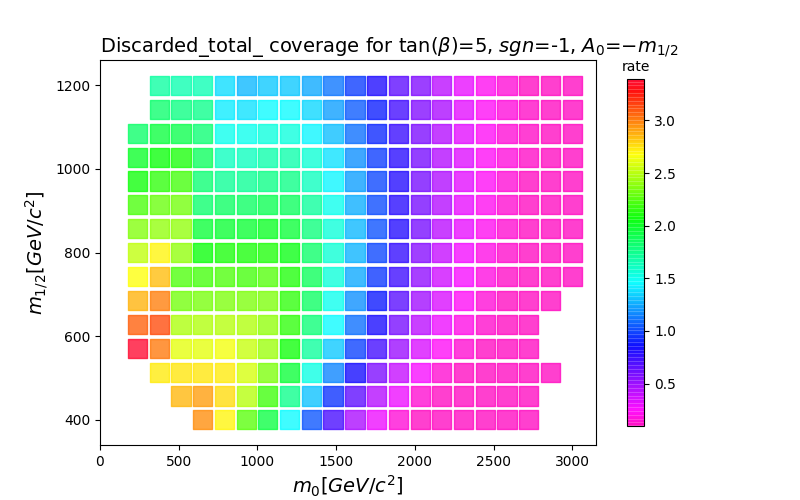 Discarded_total_ coverage for tan(β)=5, sgn=-1, A₀=−m₁/₂
rate
1200
1000
800
600
400
m₁/₂[GeV/c²]
0 500 1000 1500 2000 2500 3000
m₀[GeV/c²]
3.0
2.5
2.0
1.5
1.0
0.5